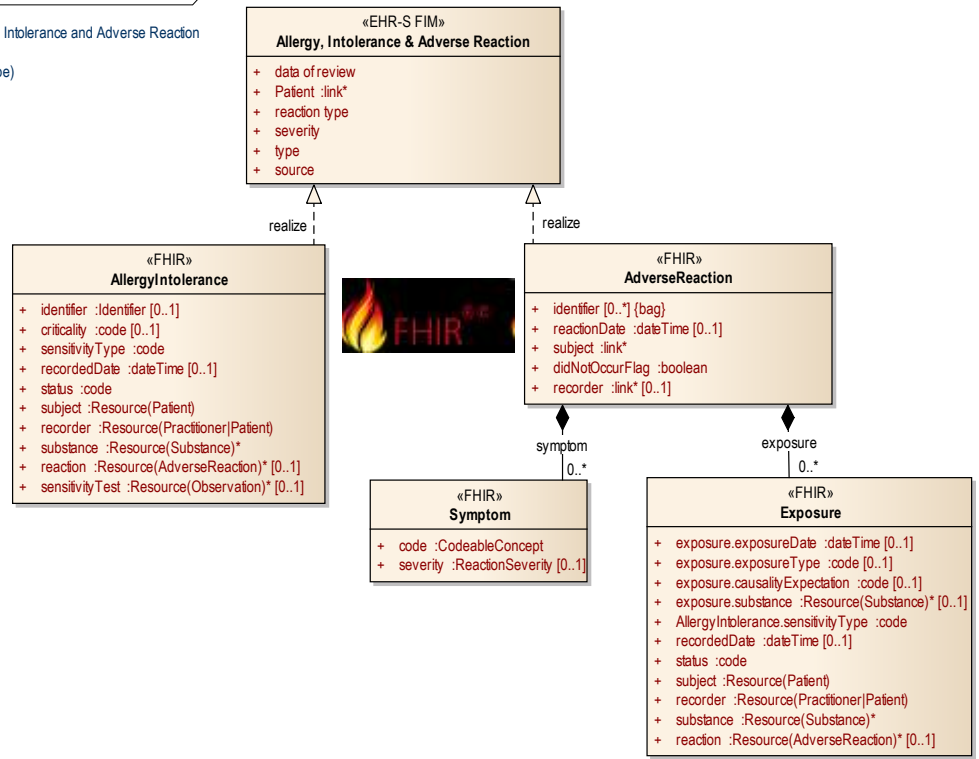 Intolerance and Adverse Reaction
pe)
«EHR-S FIM»
Allergy, Intolerance & Adverse Reaction
+ data of review
+ Patient :link*
+ reaction type
+ severity
+ type
+ source
realize
realize
«FHIR»
AllergyIntolerance
+ identifier :Identifier [0..1]
+ criticality :code [0..1]
+ sensitivityType :code
+ recordedDate :dateTime [0..1]
+ status :code
+ subject :Resource(Patient)
+ recorder :Resource(Practitioner|Patient)
+ substance :Resource(Substance)*
+ reaction :Resource(AdverseReaction)* [0..1]
+ sensitivityTest :Resource(Observation)* [0..1]
FHIR
«FHIR»
AdverseReaction
+ identifier [0..*] {bag}
+ reactionDate :dateTime [0..1]
+ subject :link*
+ didNotOccurFlag :boolean
+ recorder :link* [0..1]
symptom
0..*
exposure
0..*
«FHIR»
Symptom
+ code :CodeableConcept
+ severity :ReactionSeverity [0..1]
«FHIR»
Exposure
+ exposure.exposureDate :dateTime [0..1]
+ exposure.exposureType :code [0..1]
+ exposure.causalityExpectation :code [0..1]
+ exposure.substance :Resource(Substance)* [0..1]
+ AllergyIntolerance.sensitivityType :code
+ recordedDate :dateTime [0..1]
+ status :code
+ subject :Resource(Patient)
+ recorder :Resource(Practitioner|Patient)
+ substance :Resource(Substance)*
+ reaction :Resource(AdverseReaction)* [0..1]